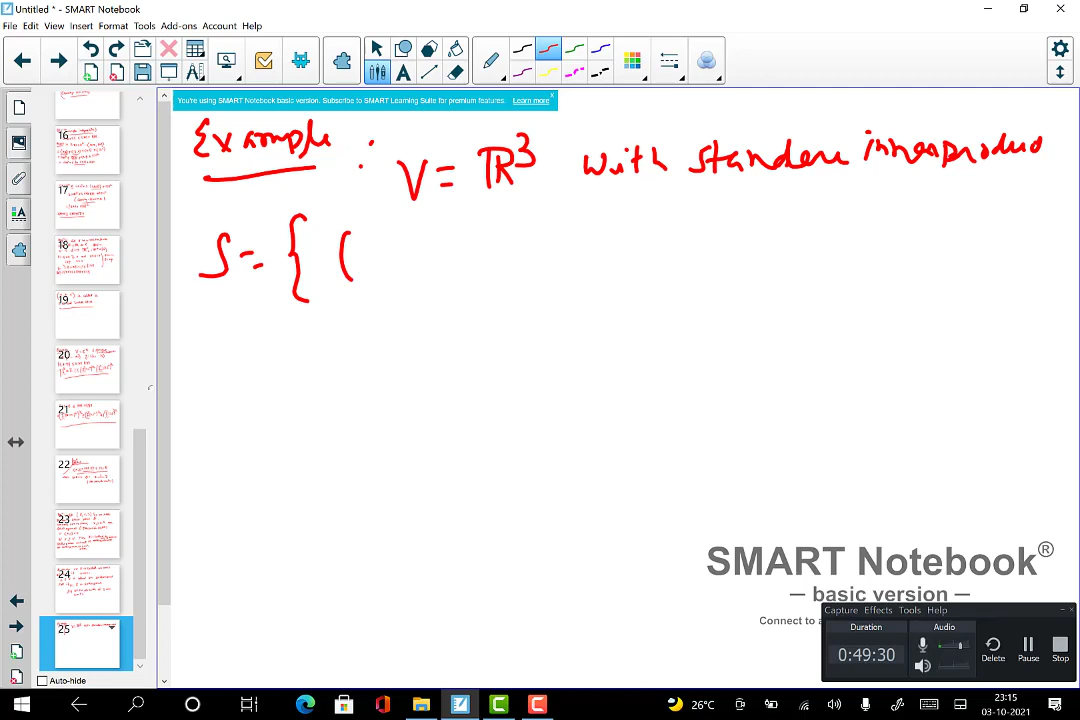 Untitled * - SMART Notebook
File Edit View Insert Format Tools Add-ons Account Help
You're using SMART Notebook basic version. Subscribe to SMART Learning Suite for premium features. Learn more
Example : V = ℝ³ with standare innerproduct
S = { (
16
17
18
19
20
21
22
23
24
25
Auto-hide
SMART Notebook®
— basic version —
Connect to a
Capture Effects Tools Help
Duration Audio
0:49:30
Delete Pause Stop
26°C
23:15
03-10-2021